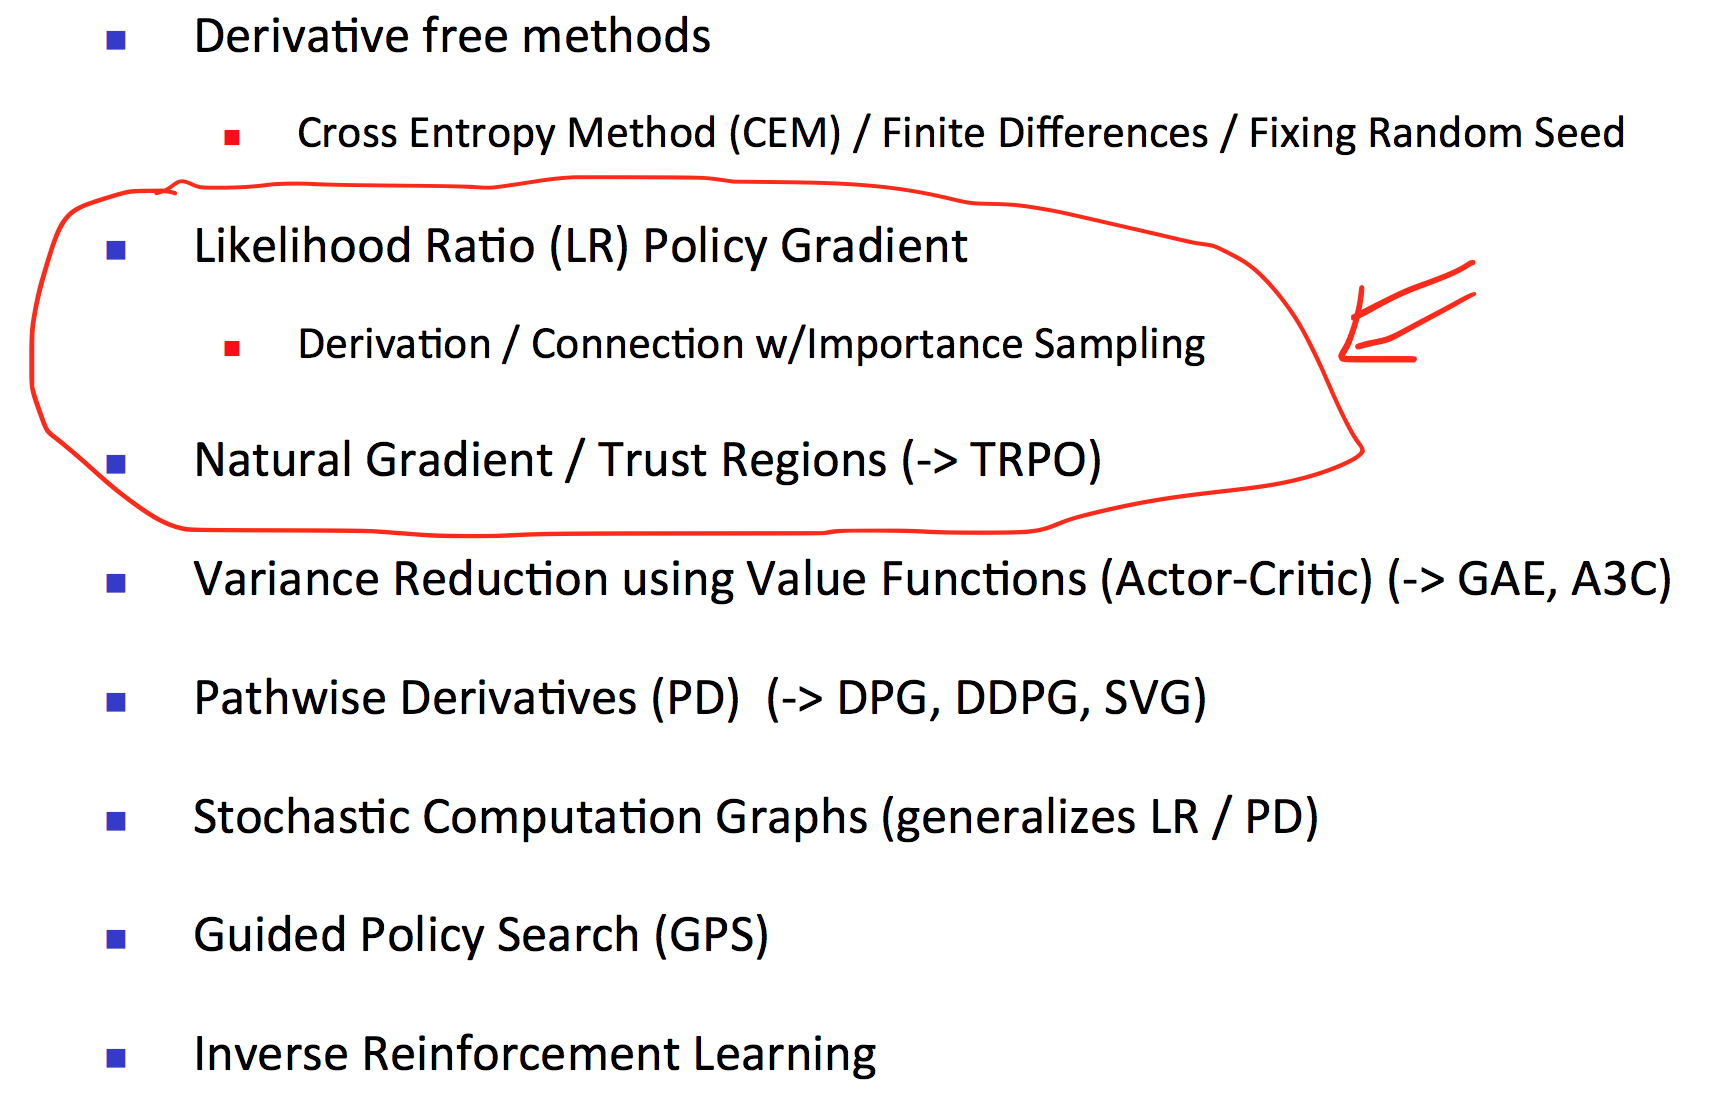 Derivative free methods
Cross Entropy Method (CEM) / Finite Differences / Fixing Random Seed
Likelihood Ratio (LR) Policy Gradient
Derivation / Connection w/Importance Sampling
Natural Gradient / Trust Regions (-> TRPO)
Variance Reduction using Value Functions (Actor-Critic) (-> GAE, A3C)
Pathwise Derivatives (PD) (-> DPG, DDPG, SVG)
Stochastic Computation Graphs (generalizes LR / PD)
Guided Policy Search (GPS)
Inverse Reinforcement Learning